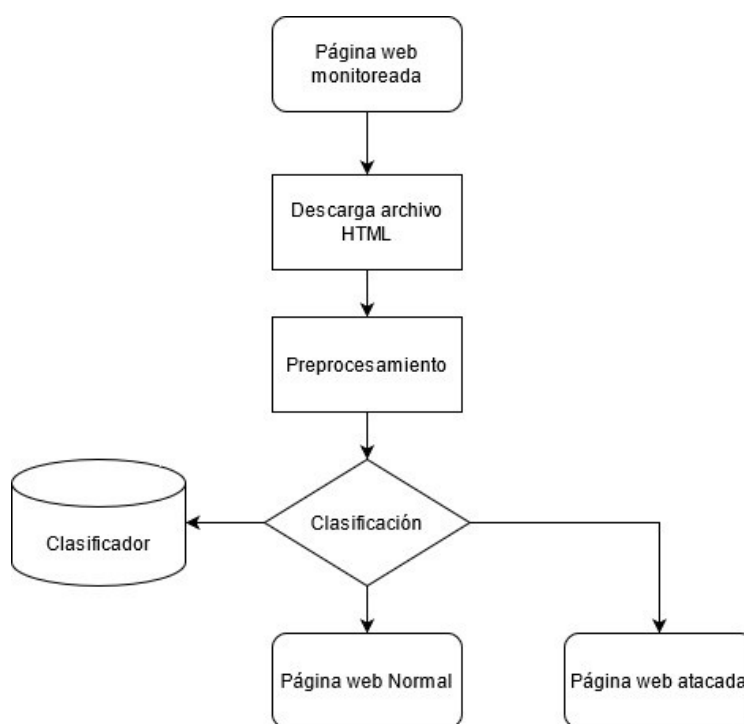 Página web
monitoreada
Descarga archivo
HTML
Preprocesamiento
Clasificación
Clasificador
Página web Normal
Página web atacada